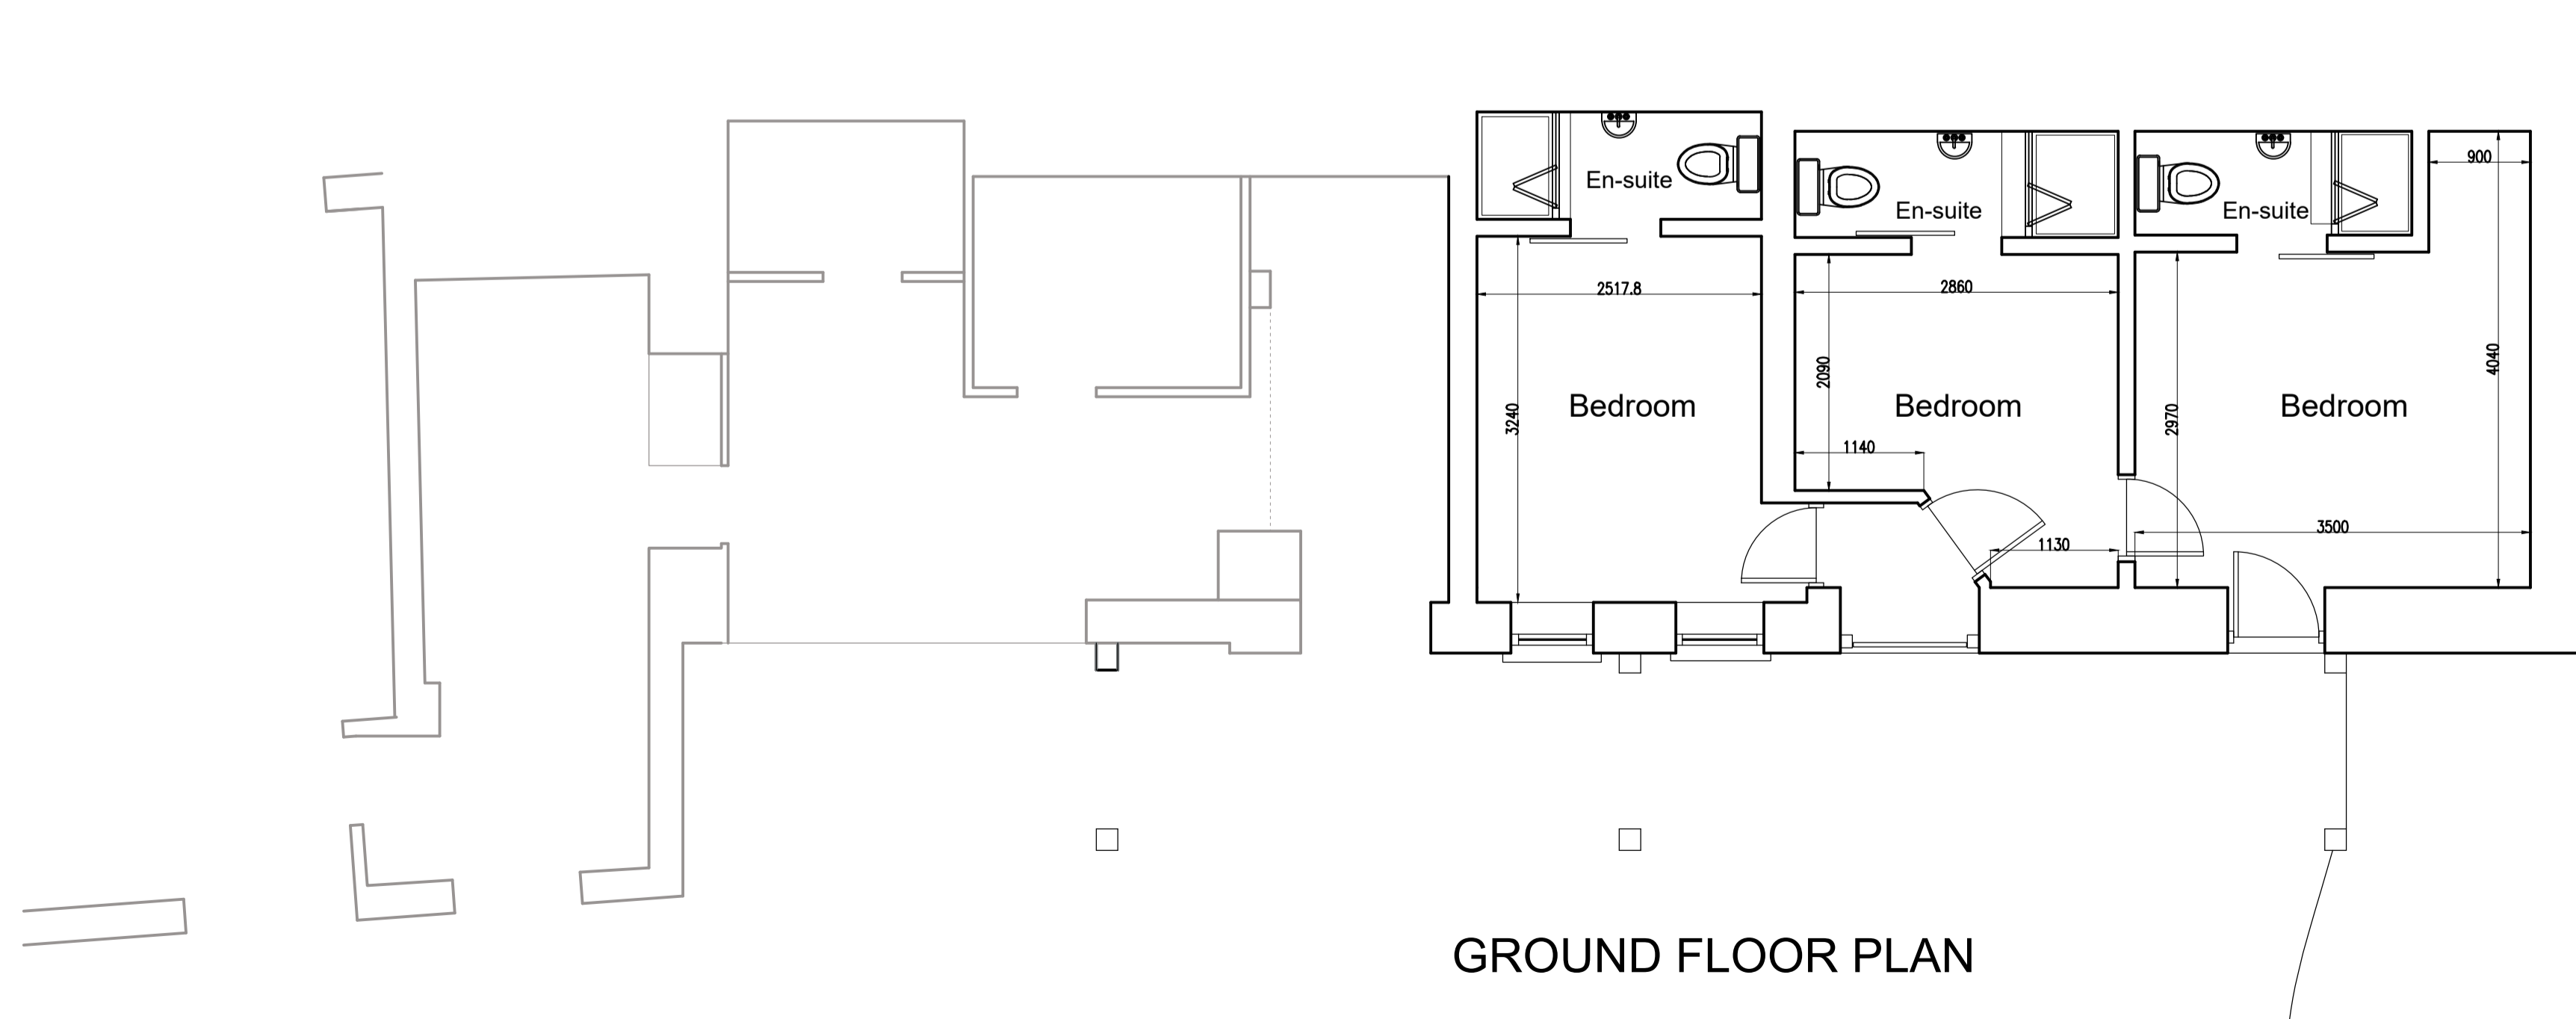 900
En-suite
En-suite
En-suite
2517.8
2860
2090
4040
Bedroom
Bedroom
Bedroom
3240
2970
1140
3500
1130
GROUND FLOOR PLAN